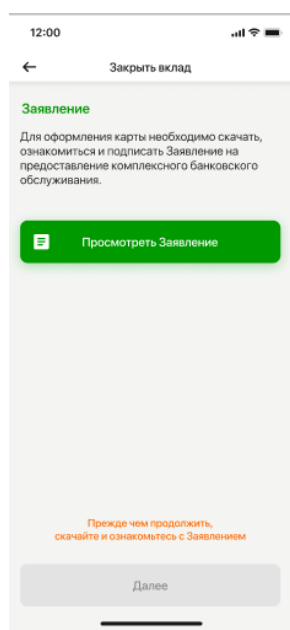 12:00
Закрыть вклад
Заявление
Для оформления карты необходимо скачать,
ознакомиться и подписать Заявление на
предоставление комплексного банковского
обслуживания.
Просмотреть Заявление
Прежде чем продолжить,
скачайте и ознакомьтесь с Заявлением
Далее